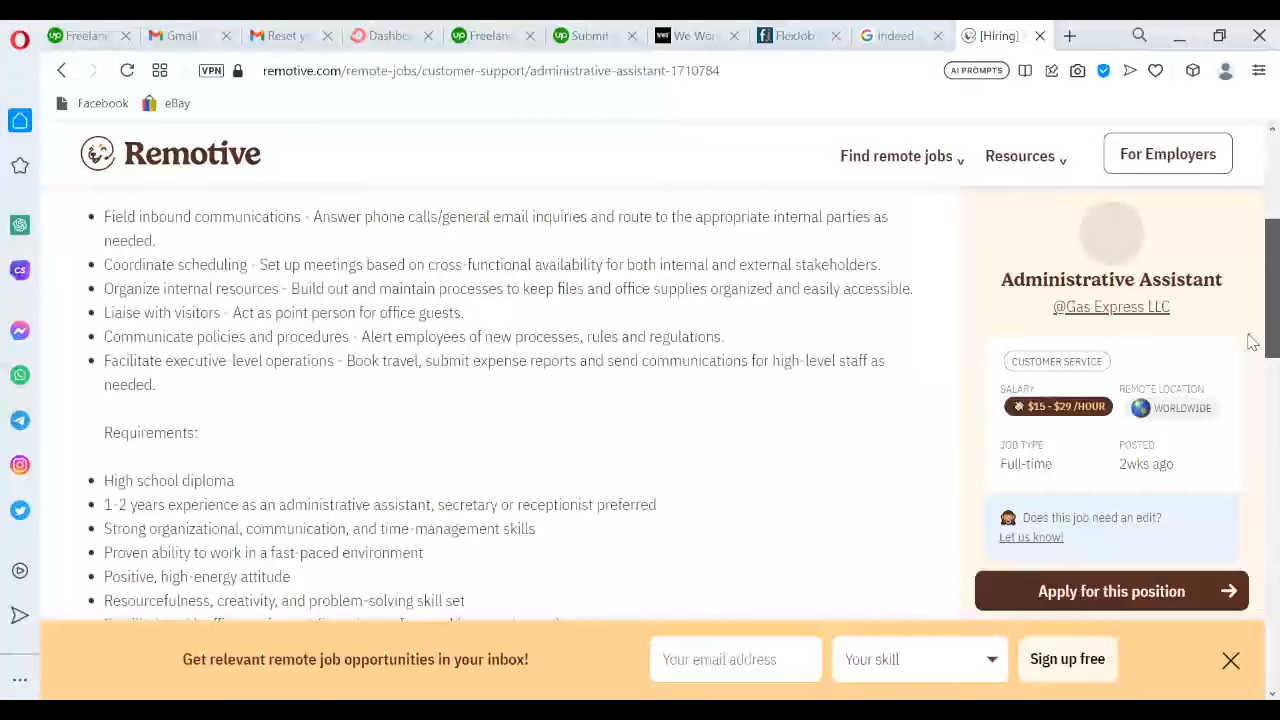 Freelan
Gmail
Reset y
Dashbo
Freelan
Submit
We Wor
FlexJob
indeed
[Hiring]
VPN
remotive.com/remote-jobs/customer-support/administrative-assistant-1710784
AI PROMPTS
Facebook
eBay
Remotive
Find remote jobs
Resources
For Employers
Field inbound communications - Answer phone calls/general email inquiries and route to the appropriate internal parties as
needed.
Coordinate scheduling - Set up meetings based on cross-functional availability for both internal and external stakeholders.
Organize internal resources - Build out and maintain processes to keep files and office supplies organized and easily accessible.
Liaise with visitors - Act as point person for office guests.
Communicate policies and procedures - Alert employees of new processes, rules and regulations.
Facilitate executive-level operations - Book travel, submit expense reports and send communications for high-level staff as
needed.
Requirements:
High school diploma
1-2 years experience as an administrative assistant, secretary or receptionist preferred
Strong organizational, communication, and time-management skills
Proven ability to work in a fast-paced environment
Positive, high-energy attitude
Resourcefulness, creativity, and problem-solving skill set
Administrative Assistant
@Gas Express LLC
CUSTOMER SERVICE
SALARY
REMOTE LOCATION
$15 - $29 /HOUR
WORLDWIDE
JOB TYPE
POSTED
Full-time
2wks ago
Does this job need an edit?
Let us know!
Apply for this position
Get relevant remote job opportunities in your inbox!
Your email address
Your skill
Sign up free